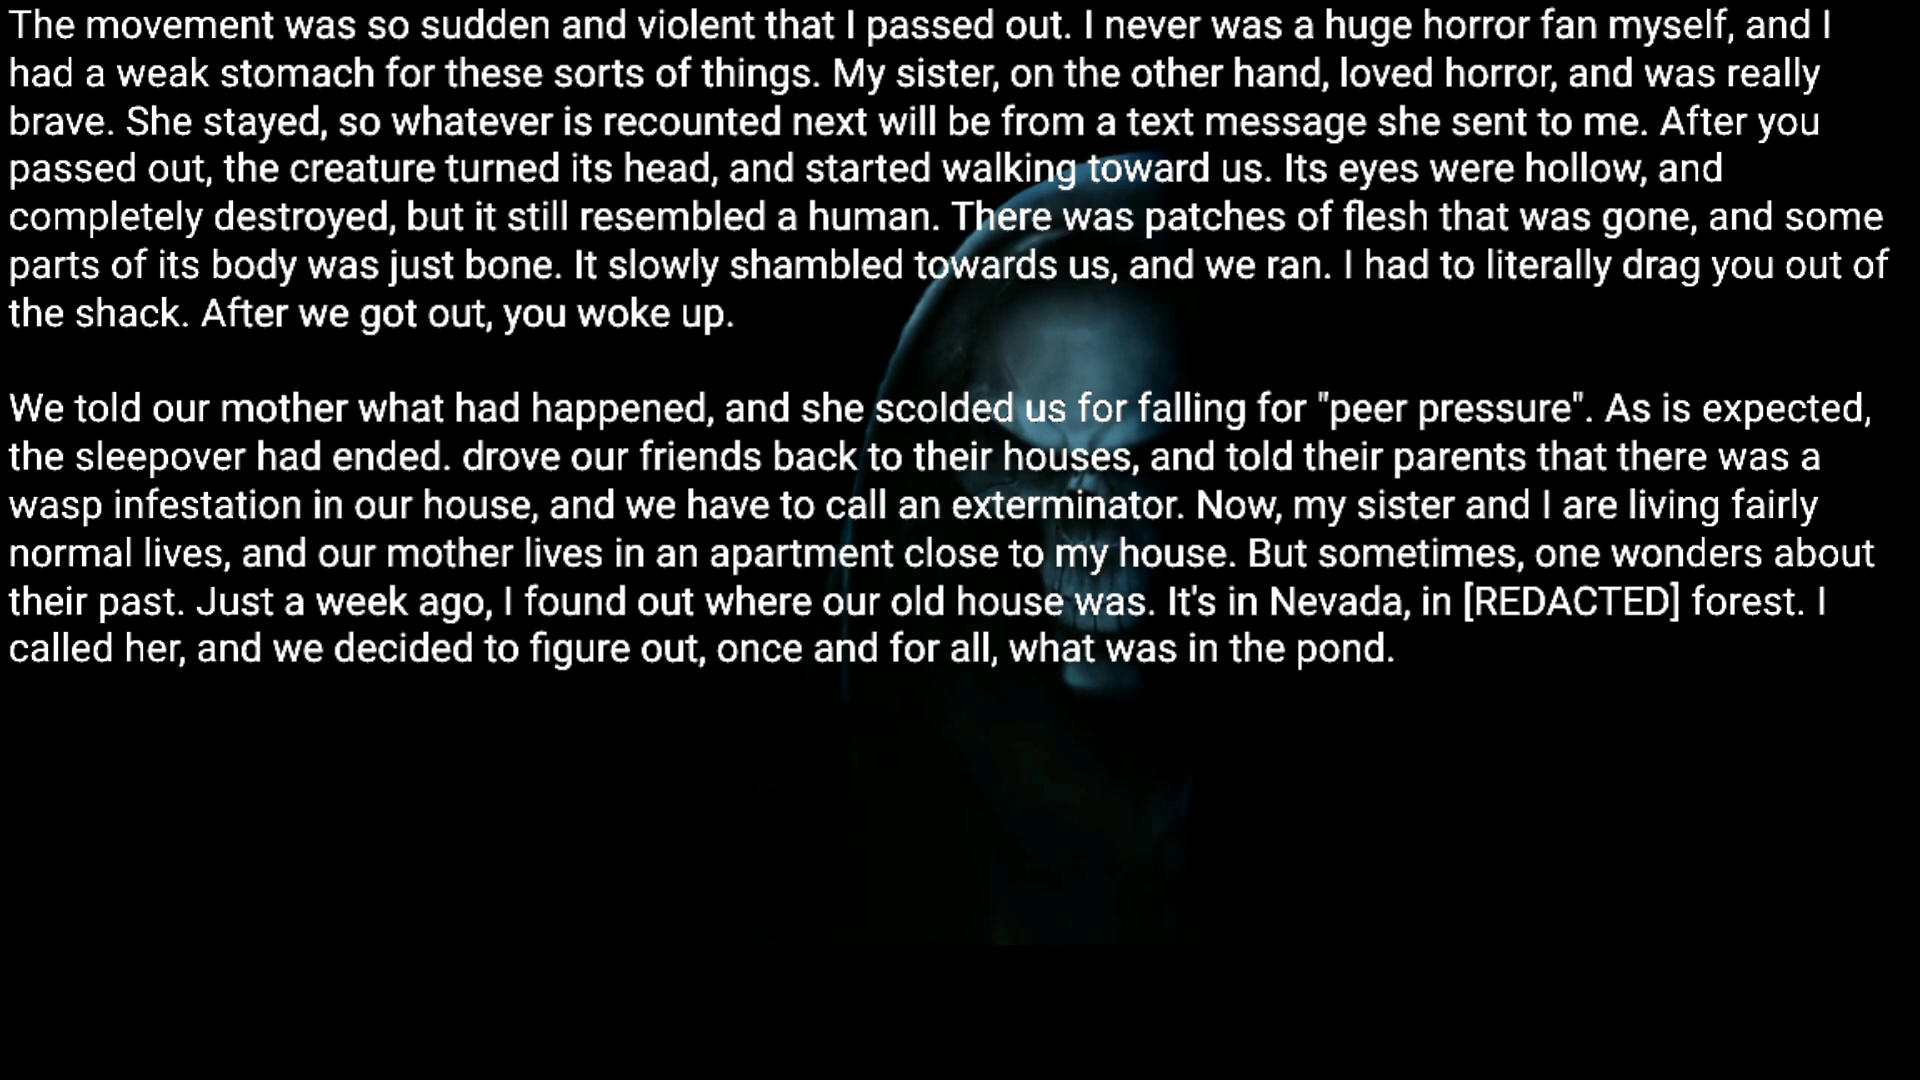 The movement was so sudden and violent that I passed out. I never was a huge horror fan myself, and I
had a weak stomach for these sorts of things. My sister, on the other hand, loved horror, and was really
brave. She stayed, so whatever is recounted next will be from a text message she sent to me. After you
passed out, the creature turned its head, and started walking toward us. Its eyes were hollow, and
completely destroyed, but it still resembled a human. There was patches of flesh that was gone, and some
parts of its body was just bone. It slowly shambled towards us, and we ran. I had to literally drag you out of
the shack. After we got out, you woke up.

We told our mother what had happened, and she scolded us for falling for "peer pressure". As is expected,
the sleepover had ended. drove our friends back to their houses, and told their parents that there was a
wasp infestation in our house, and we have to call an exterminator. Now, my sister and I are living fairly
normal lives, and our mother lives in an apartment close to my house. But sometimes, one wonders about
their past. Just a week ago, I found out where our old house was. It's in Nevada, in [REDACTED] forest. I
called her, and we decided to figure out, once and for all, what was in the pond.